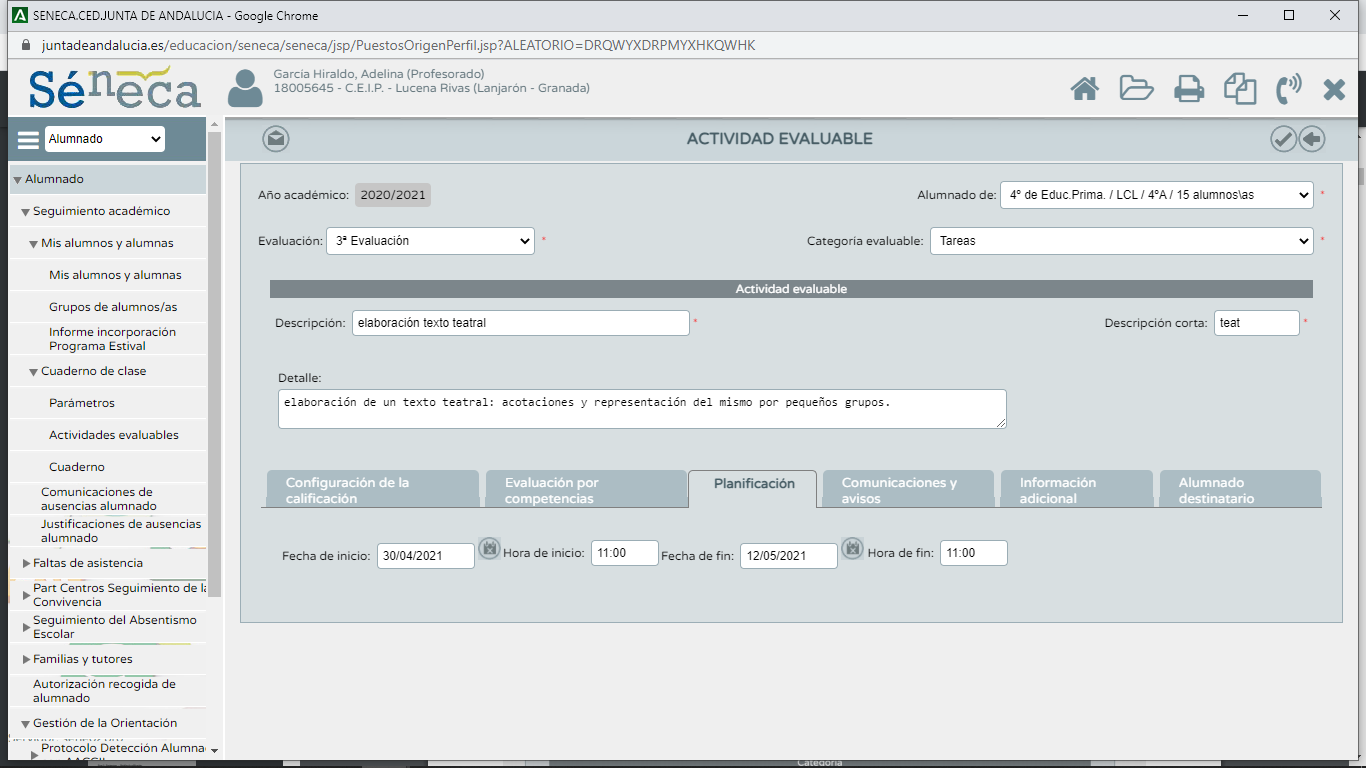 SENECA.CED.JUNTA DE ANDALUCIA - Google Chrome
juntadeandalucia.es/educacion/seneca/seneca/jsp/PuestosOrigenPerfil.jsp?ALEATORIO=DRQWYXDRPMYXHKQWHK
Séneca
García Hiraldo, Adelina (Profesorado)
18005645 - C.E.I.P. - Lucena Rivas (Lanjarón - Granada)
Alumnado
ACTIVIDAD EVALUABLE
Alumnado
Seguimiento académico
Mis alumnos y alumnas
Mis alumnos y alumnas
Grupos de alumnos/as
Informe incorporación
Programa Estival
Cuaderno de clase
Parámetros
Actividades evaluables
Cuaderno
Comunicaciones de
ausencias alumnado
Justificaciones de ausencias
alumnado
Faltas de asistencia
Part Centros Seguimiento de la
Convivencia
Seguimiento del Absentismo
Escolar
Familias y tutores
Autorización recogida de
alumnado
Gestión de la Orientación
Protocolo Detección Alumna
Año académico: 2020/2021
Alumnado de: 4º de Educ.Prima. / LCL / 4ºA / 15 alumnos\as *
Evaluación: 3ª Evaluación *
Categoría evaluable: Tareas *
Actividad evaluable
Descripción: elaboración texto teatral *
Descripción corta: teat *
Detalle:
elaboración de un texto teatral: acotaciones y representación del mismo por pequeños grupos.
Configuración de la
calificación
Evaluación por
competencias
Planificación
Comunicaciones y
avisos
Información
adicional
Alumnado
destinatario
Fecha de inicio: 30/04/2021 Hora de inicio: 11:00 Fecha de fin: 12/05/2021 Hora de fin: 11:00
Categoría